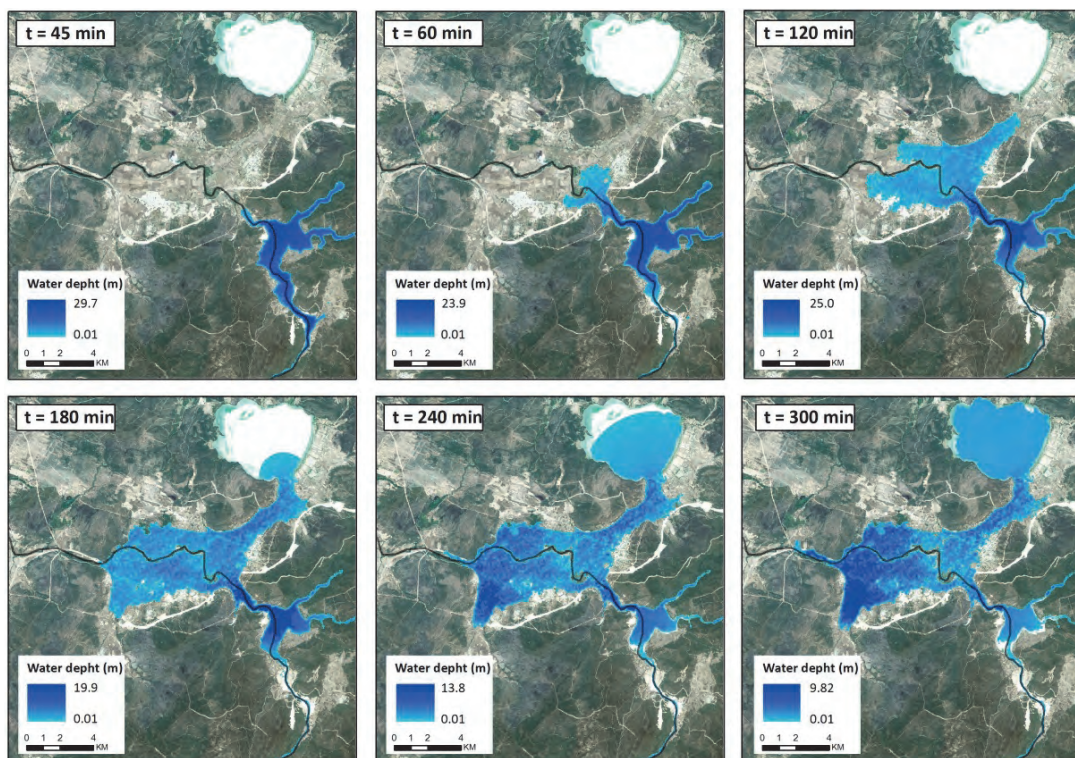 t = 45 min
Water depht (m)
29.7
0.01
0 1 2 4
KM
t = 60 min
Water depht (m)
23.9
0.01
0 1 2 4
KM
t = 120 min
Water depht (m)
25.0
0.01
0 1 2 4
KM
t = 180 min
Water depht (m)
19.9
0.01
0 1 2 4
KM
t = 240 min
Water depht (m)
13.8
0.01
0 1 2 4
KM
t = 300 min
Water depht (m)
9.82
0.01
0 1 2 4
KM